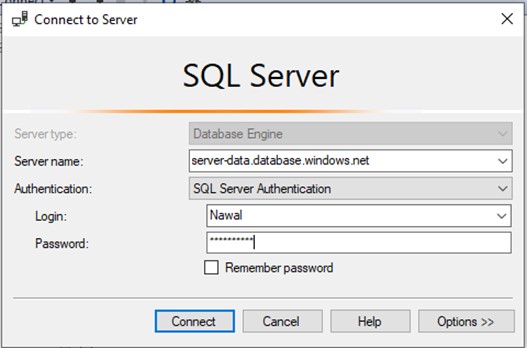 Connect to Server
SQL Server
Server type: Database Engine
Server name: server-data.database.windows.net
Authentication: SQL Server Authentication
Login: Nawal
Password: **********
Remember password
Connect Cancel Help Options >>